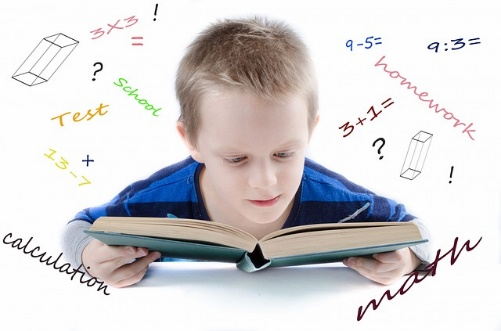 3x3
=
!
9-5=
9:3=
?
School
homework
Test
3+1=
?
13-7
+
!
calculation
math